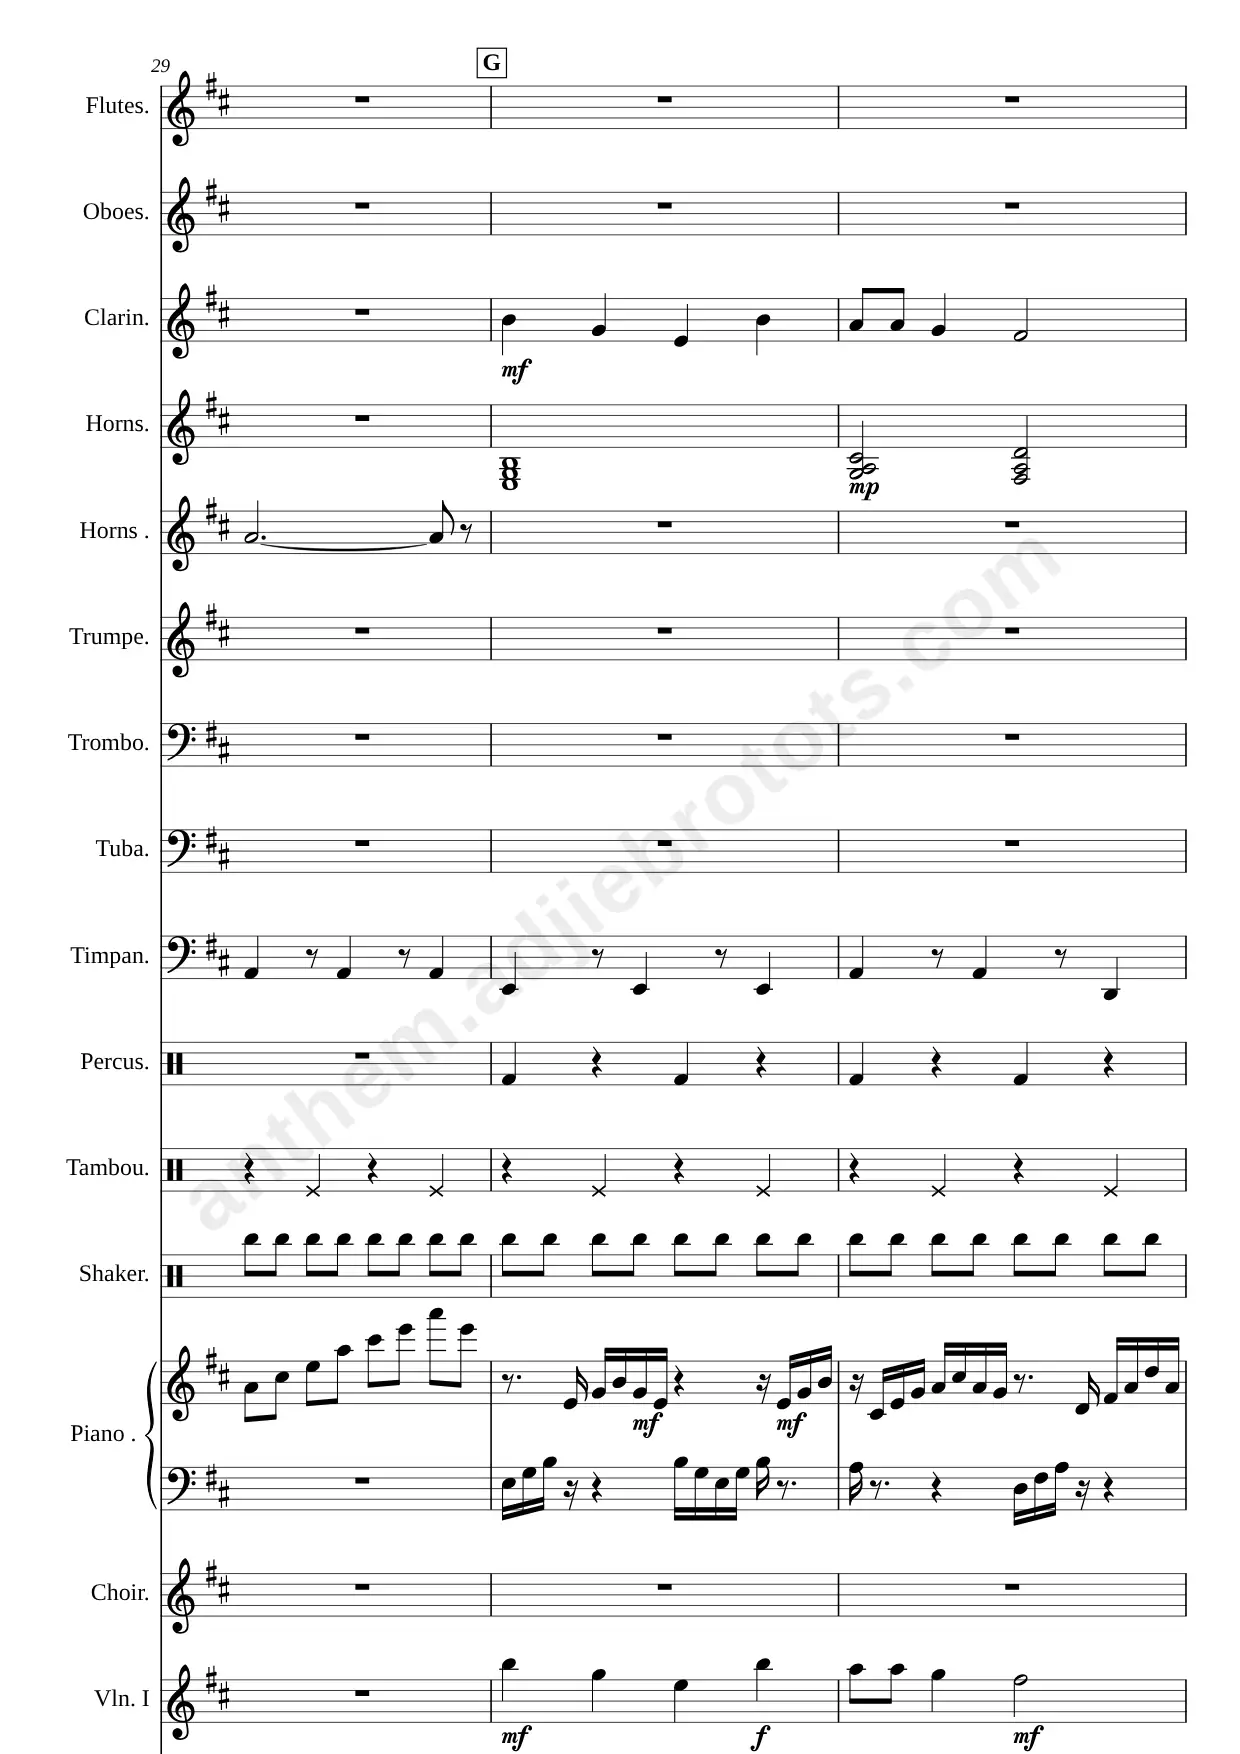 G
29
Flutes.
Oboes.
Clarin.
mf
Horns.
mp
Horns .
Trumpe.
Trombo.
Tuba.
Timpan.
Percus.
Tambou.
Shaker.
Piano .
mf mf
Choir.
Vln. I
mf f mf
anthem.adjiebrotots.com